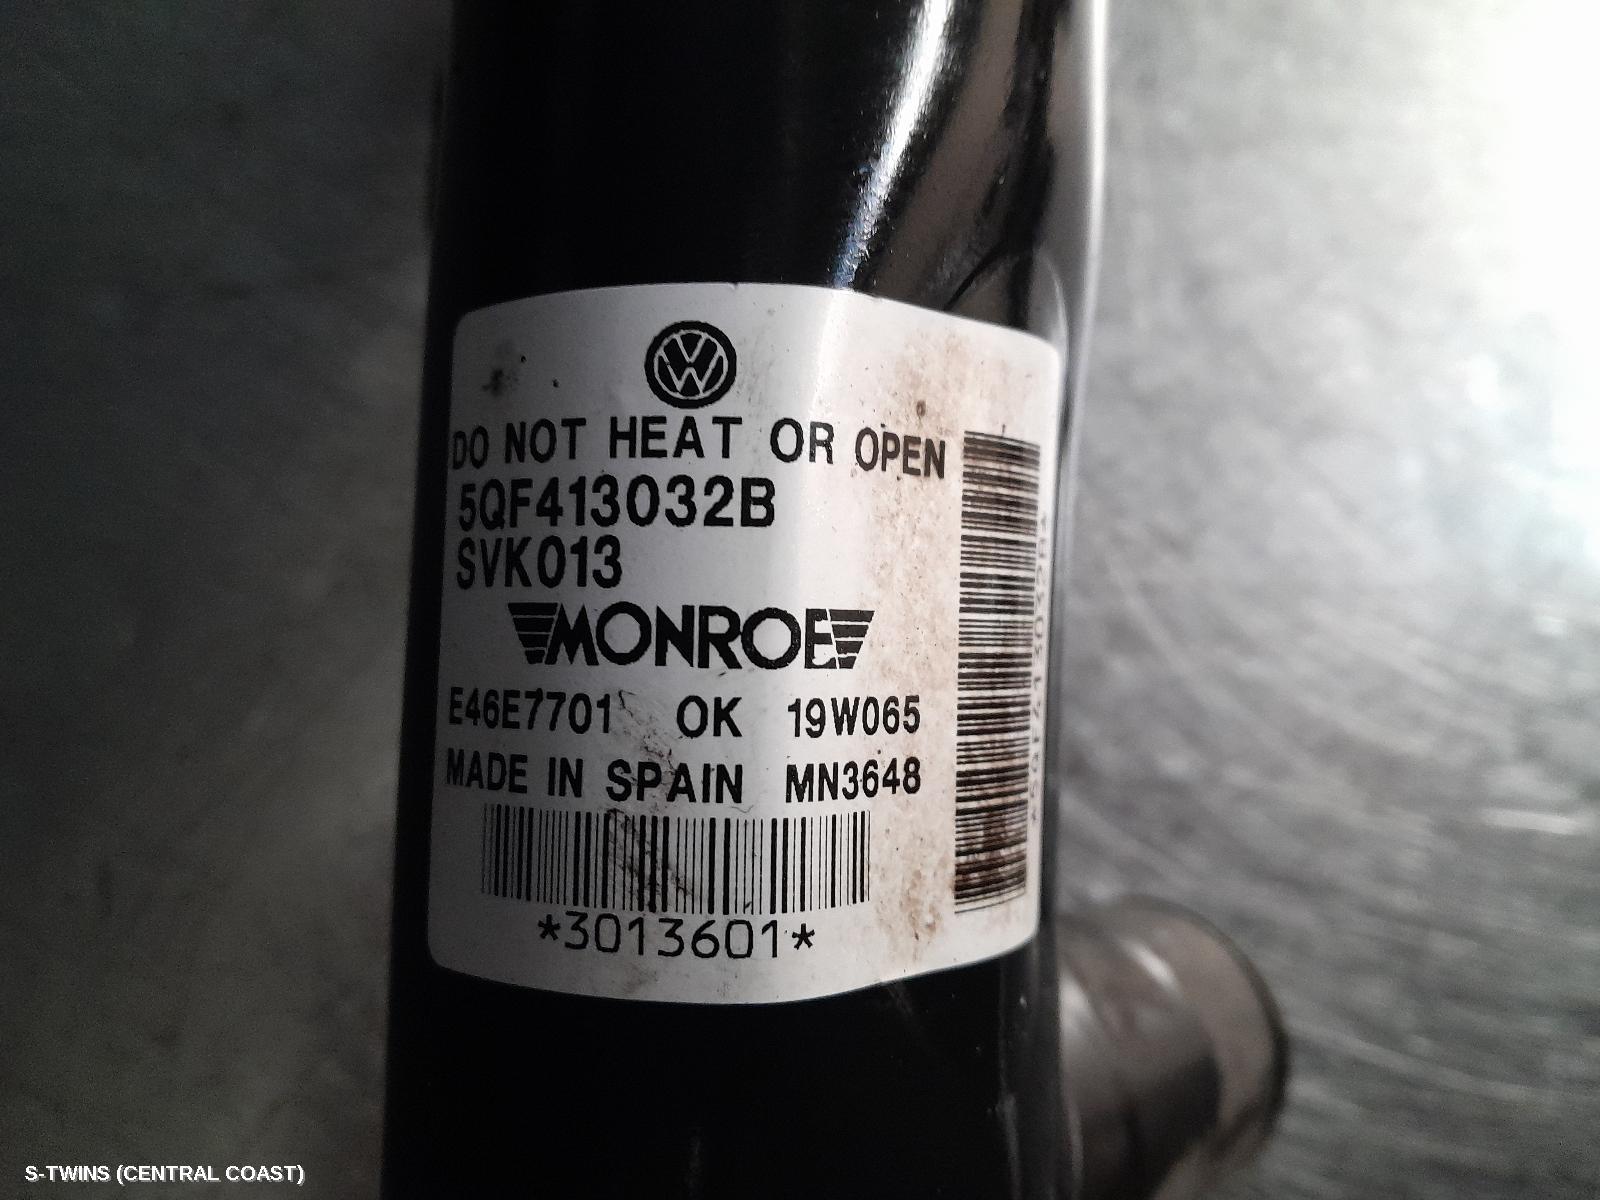 DO NOT HEAT OR OPEN
5QF413032B
SVK013
MONROE
E46E7701 OK 19W065
MADE IN SPAIN MN3648
*3013601*
S-TWINS (CENTRAL COAST)